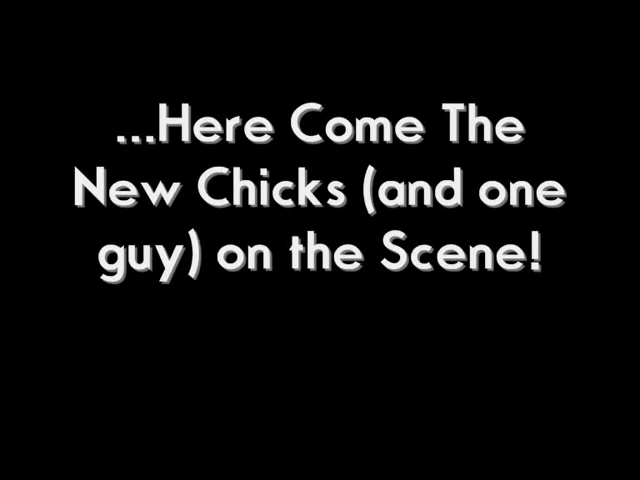 ...Here Come The
New Chicks (and one
guy) on the Scene!